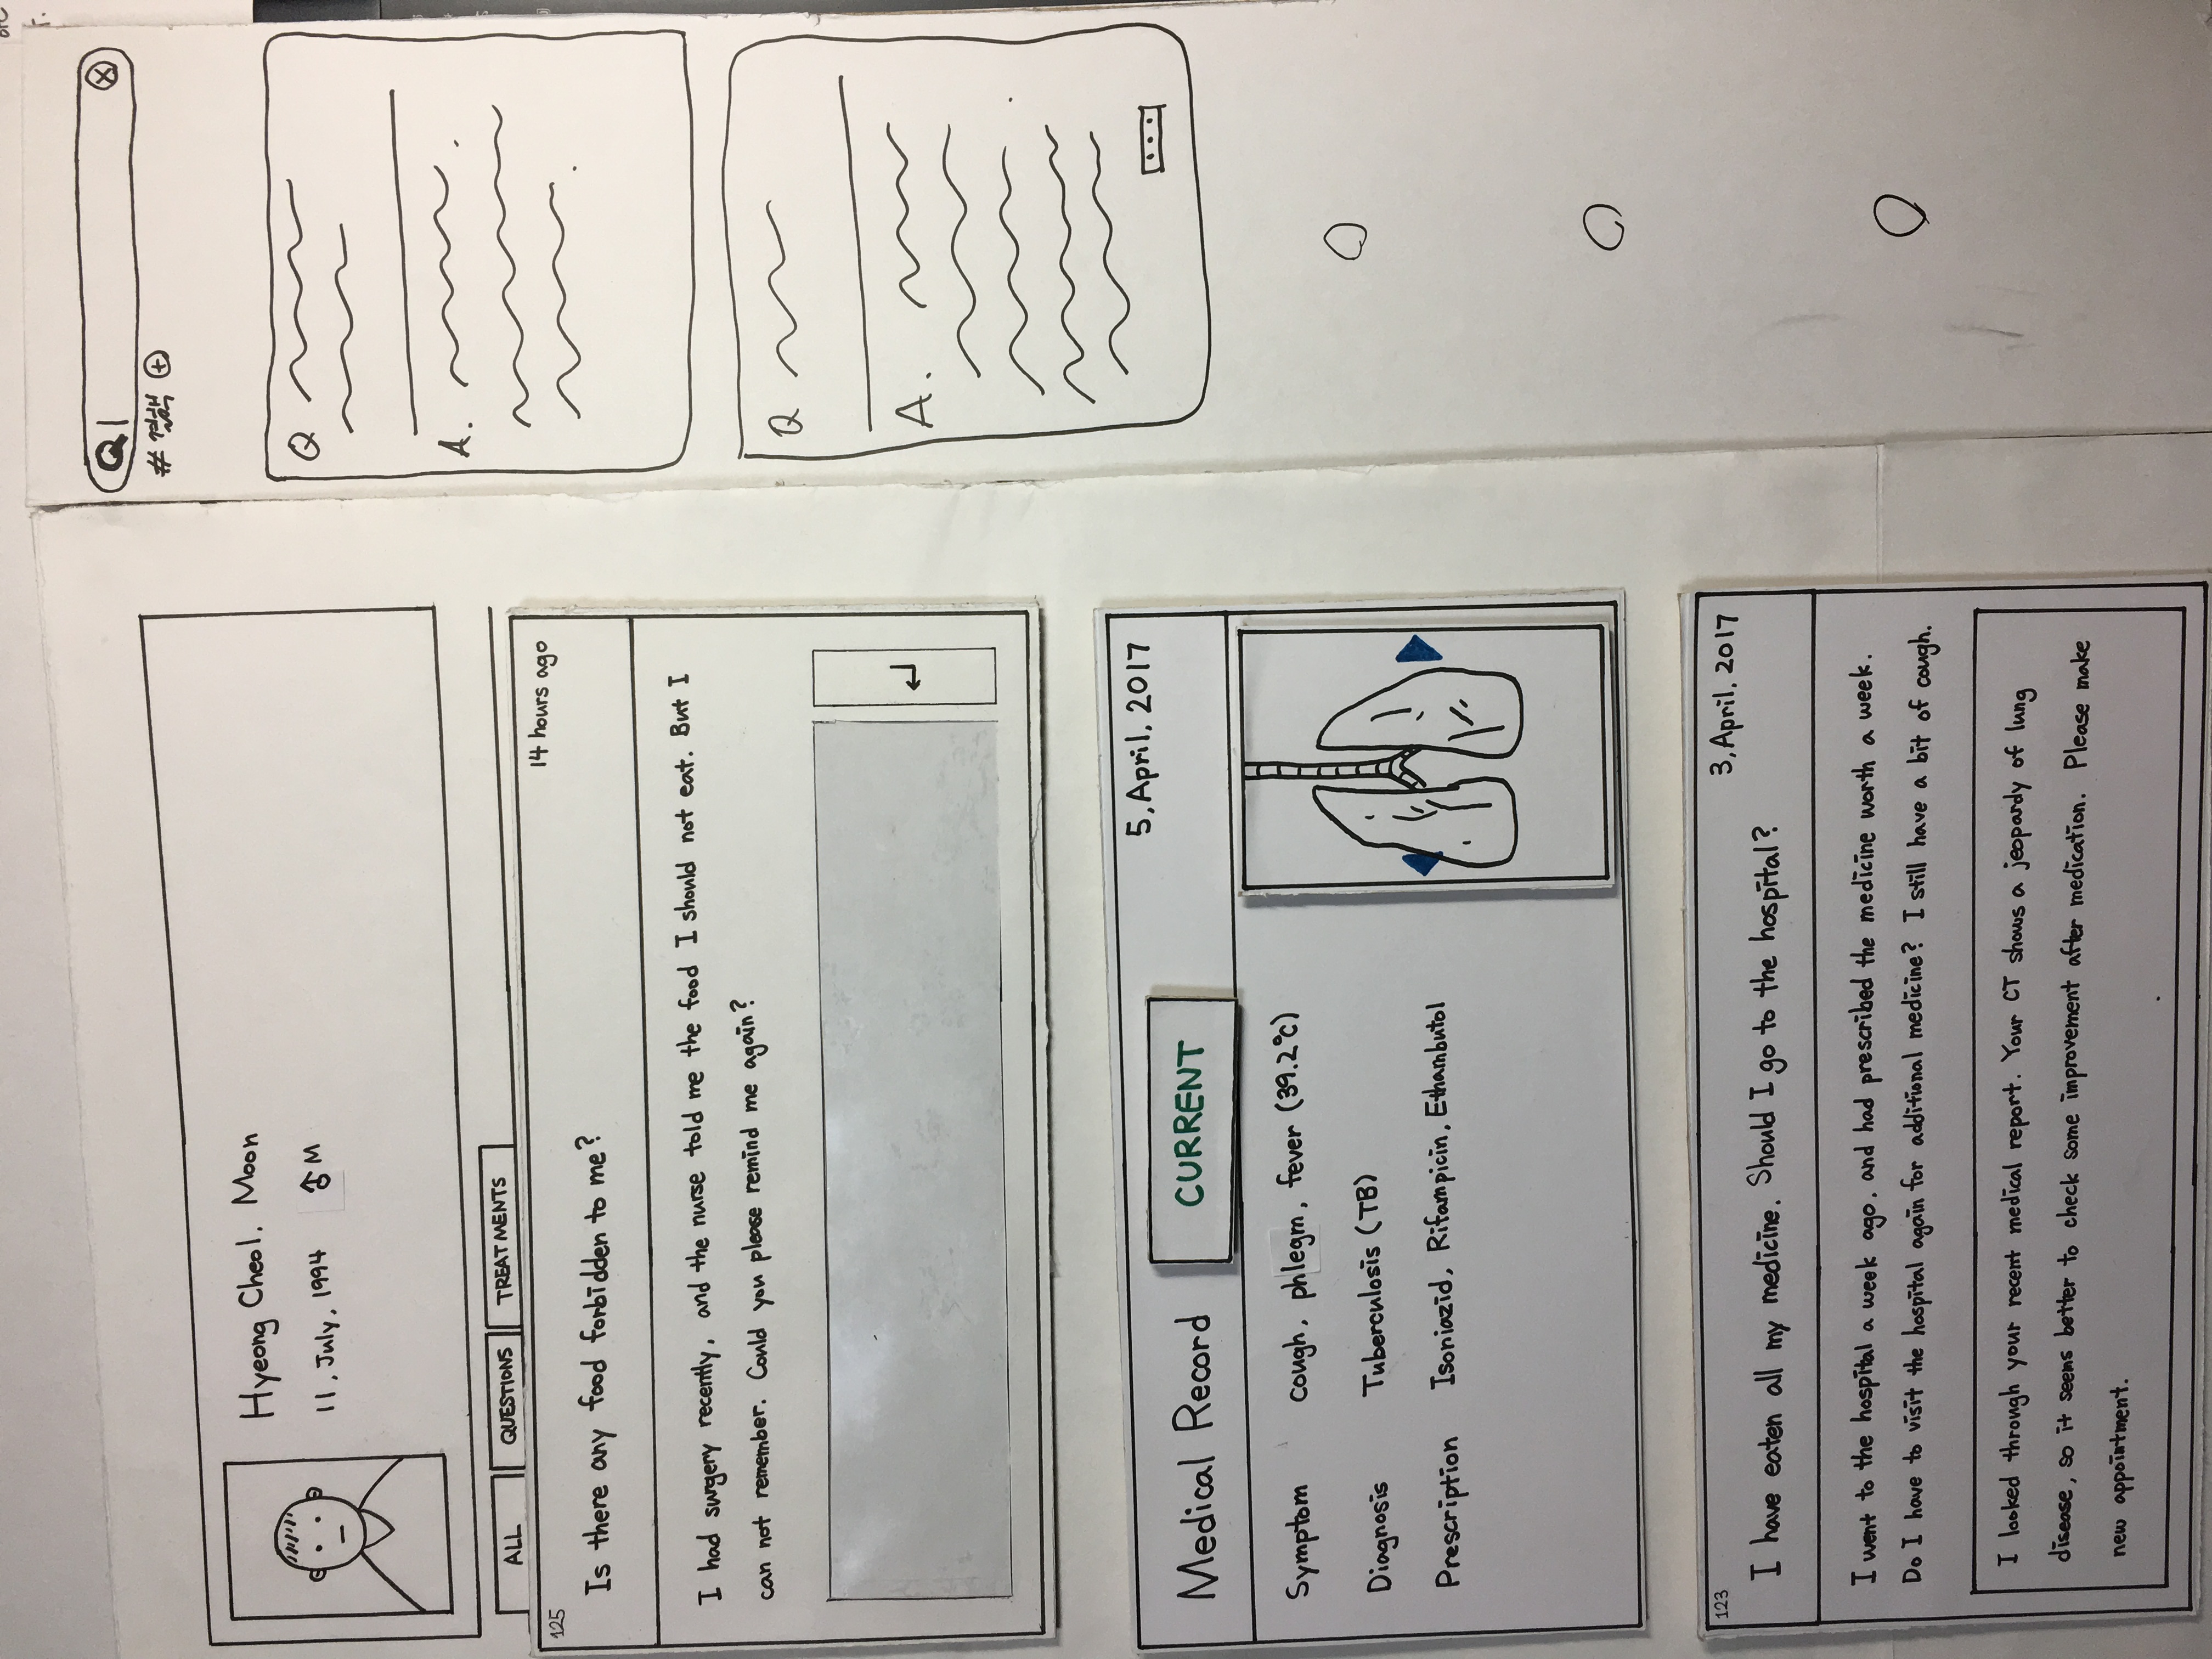 Hyeong Cheol. Moon
11, July, 1994 M
ALL
QUESTIONS
TREATMENTS
125
14 hours ago
Is there any food forbidden to me?
I had surgery recently, and the nurse told me the food I should not eat. But I
can not remember. Could you please remind me again?
Medical Record
CURRENT
5, April. 2017
Symptom cough, phlegm, fever (39.2℃)
Diagnosis Tuberculosis (TB)
Prescription Isoniazid, Rifampicin, Ethambutol
123
3, April. 2017
I have eaten all my medicine. Should I go to the hospital?
I went to the hospital a week ago, and had prescribed the medicine worth a week.
Do I have to visit the hospital again for additional medicine? I still have a bit of cough.
I looked through your recent medical report. Your CT shows a jeopardy of lung
disease, so it seems better to check some improvement after medication. Please make
new appointment.
# 결핵
Q
A.
Q
A.